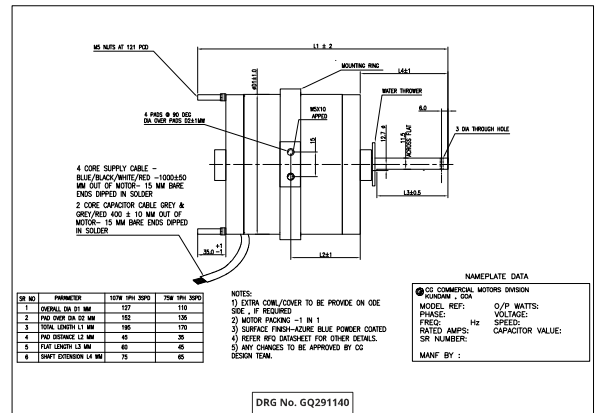 L1 ± 2
M5 NUTS AT 121 PCD
MOUNTING RING
L4±1
øD1±1.0
WATER THROWER
6.0
4 PADS @ 90 DEG
DIA OVER PADS D2±1MM
M5X10
APPED
15
12.7 ø
11.5
ACROSS FLAT
3 DIA THROUGH HOLE
4 CORE SUPPLY CABLE -
BLUE/BLACK/WHITE/RED -1000±50
MM OUT OF MOTOR- 15 MM BARE
ENDS DIPPED IN SOLDER
2 CORE CAPACITOR CABLE GREY &
GREY/RED 400 ± 10 MM OUT OF
MOTOR- 15 MM BARE ENDS DIPPED
IN SOLDER
L3±0.5
+1
35.0 -1
L2±1
SR NO PARAMETER 107W 1PH 3SPD 75W 1PH 3SPD
1 OVERALL DIA D1 MM 127 110
2 PAD OVER DIA D2 MM 152 135
3 TOTAL LENGTH L1 MM 195 170
4 PAD DISTANCE L2 MM 45 35
5 FLAT LENGTH L3 MM 60 45
6 SHAFT EXTENSION L4 MM 75 65
NOTES:
1) EXTRA COWL/COVER TO BE PROVIDE ON ODE
SIDE , IF REQUIRED
2) MOTOR PACKING -1 IN 1
3) SURFACE FINSH-AZURE BLUE POWDER COATED
4) REFER RFQ DATASHEET FOR OTHER DETAILS.
5) ANY CHANGES TO BE APPROVED BY CG
DESIGN TEAM.
NAMEPLATE DATA
CG COMMERCIAL MOTORS DIVISION
KUNDAIM , GOA
MODEL REF: O/P WATTS:
PHASE: VOLTAGE:
FREQ: Hz SPEED:
RATED AMPS: CAPACITOR VALUE:
SR NUMBER:
MANF BY :
DRG No. GQ291140